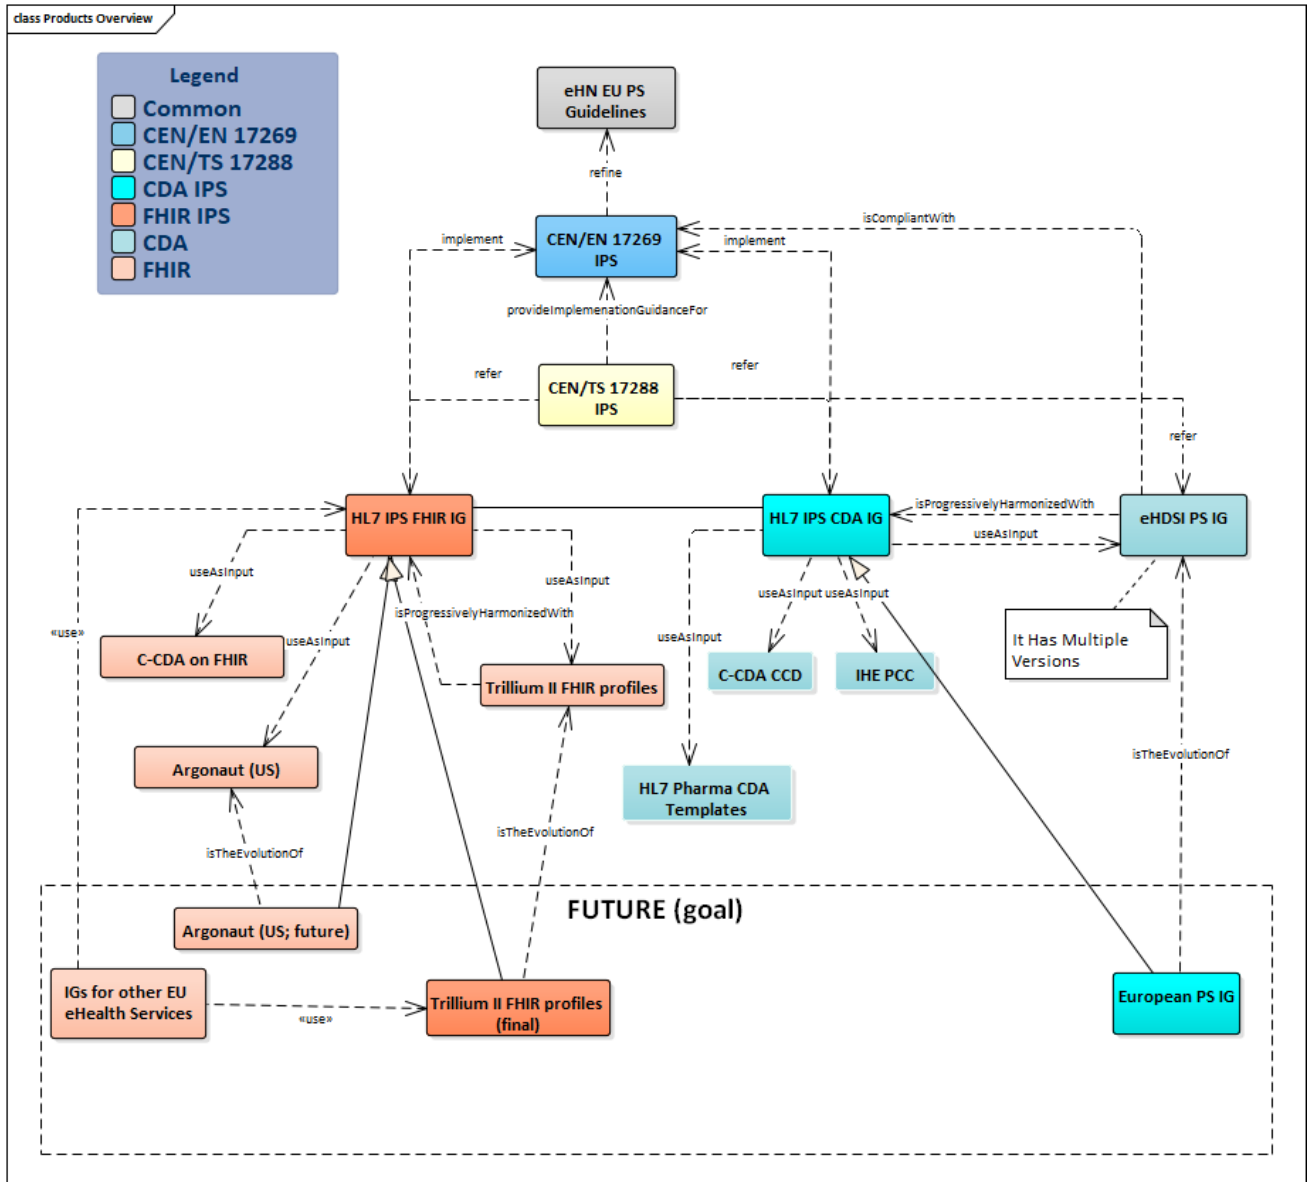 class Products Overview
Legend
Common
CEN/EN 17269
CEN/TS 17288
CDA IPS
FHIR IPS
CDA
FHIR
eHN EU PS
Guidelines
refine
isCompliantWith
implement
CEN/EN 17269
IPS
implement
provideImplemenationGuidanceFor
refer
CEN/TS 17288
IPS
refer
refer
HL7 IPS FHIR IG
HL7 IPS CDA IG
isProgressivelyHarmonizedWith
eHDSI PS IG
useAsInput
useAsInput
useAsInput
isProgressivelyHarmonizedWith
useAsInput
useAsInput
«use»
useAsInput
useAsInput
It Has Multiple
Versions
C-CDA on FHIR
Trillium II FHIR profiles
C-CDA CCD
IHE PCC
Argonaut (US)
HL7 Pharma CDA
Templates
isTheEvolutionOf
isTheEvolutionOf
isTheEvolutionOf
FUTURE (goal)
Argonaut (US; future)
IGs for other EU
eHealth Services
«use»
Trillium II FHIR profiles
(final)
European PS IG